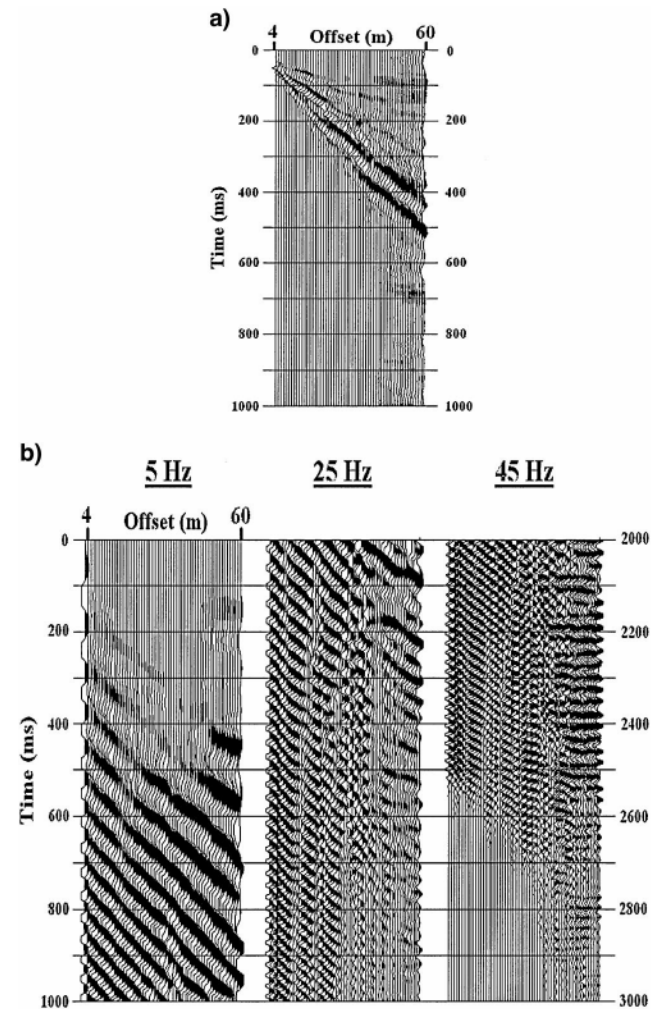 a)
4 Offset (m) 60
0 0
200 200
400 400
600 600
800 800
1000 1000
Time (ms)
b)
5 Hz 25 Hz 45 Hz
4 Offset (m) 60
0 2000
200 2200
400 2400
600 2600
800 2800
1000 3000
Time (ms)